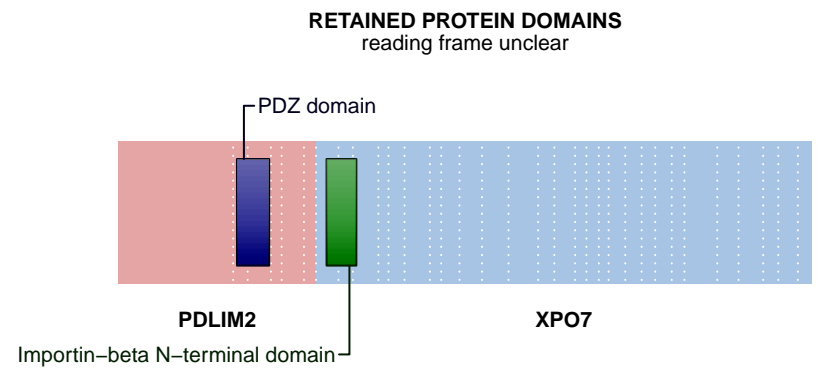 RETAINED PROTEIN DOMAINS
reading frame unclear
PDZ domain
PDLIM2
XPO7
Importin−beta N−terminal domain